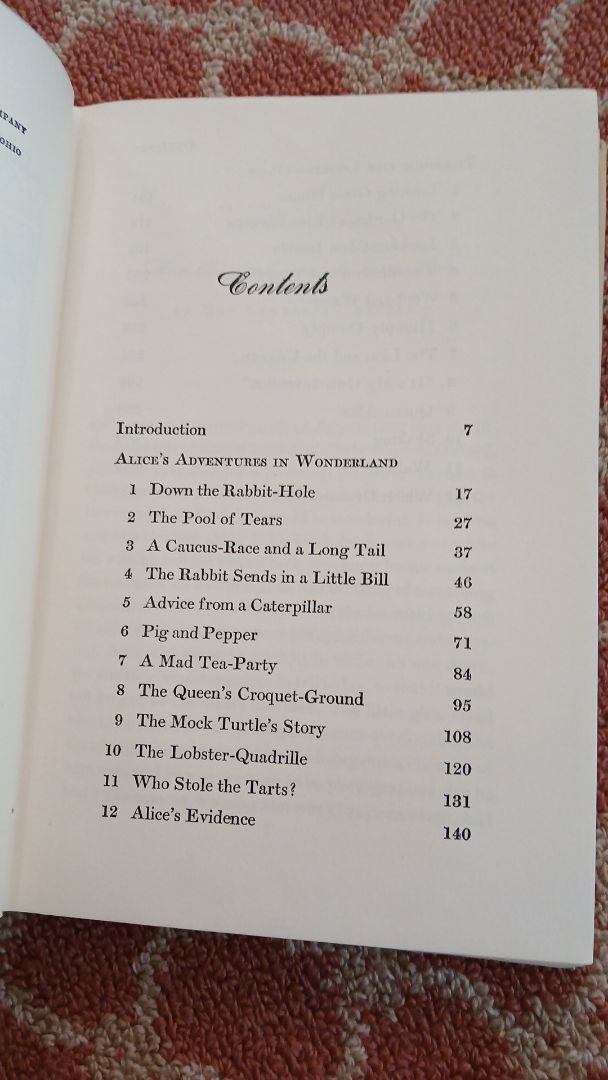 MPANY
OHIO
Contents
Introduction 7
ALICE'S ADVENTURES IN WONDERLAND
1 Down the Rabbit-Hole 17
2 The Pool of Tears 27
3 A Caucus-Race and a Long Tail 37
4 The Rabbit Sends in a Little Bill 46
5 Advice from a Caterpillar 58
6 Pig and Pepper 71
7 A Mad Tea-Party 84
8 The Queen's Croquet-Ground 95
9 The Mock Turtle's Story 108
10 The Lobster-Quadrille 120
11 Who Stole the Tarts? 131
12 Alice's Evidence 140